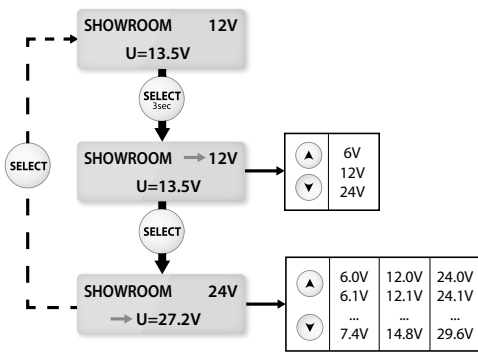 SHOWROOM 12V
U=13.5V
SELECT
3sec
SHOWROOM → 12V
U=13.5V
6V
12V
24V
SELECT
SELECT
SHOWROOM 24V
→ U=27.2V
6.0V 12.0V 24.0V
6.1V 12.1V 24.1V
... ... ...
7.4V 14.8V 29.6V